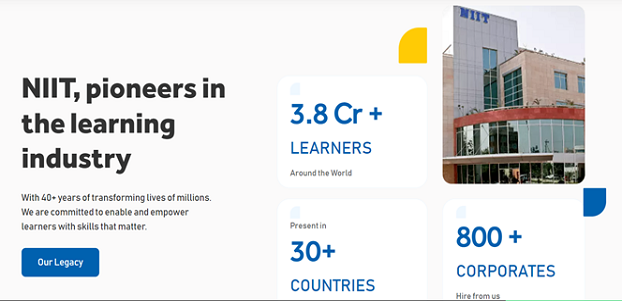 NIIT
NIIT, pioneers in
the learning
industry
With 40+ years of transforming lives of millions.
We are committed to enable and empower
learners with skills that matter.
Our Legacy
3.8 Cr +
LEARNERS
Around the World
Present in
30+
COUNTRIES
800 +
CORPORATES
Hire from us